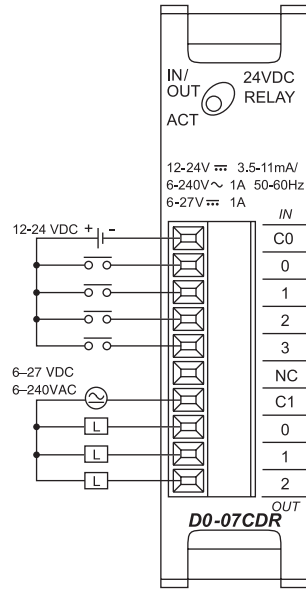 IN/
OUT
ACT
24VDC
RELAY
12-24V ⎓ 3.5-11mA/
6-240V∿ 1A 50-60Hz
6-27V ⎓ 1A
IN
12-24 VDC + -
C0
0
1
2
3
NC
6–27 VDC
6–240VAC
C1
L 0
L 1
L 2
OUT
D0-07CDR